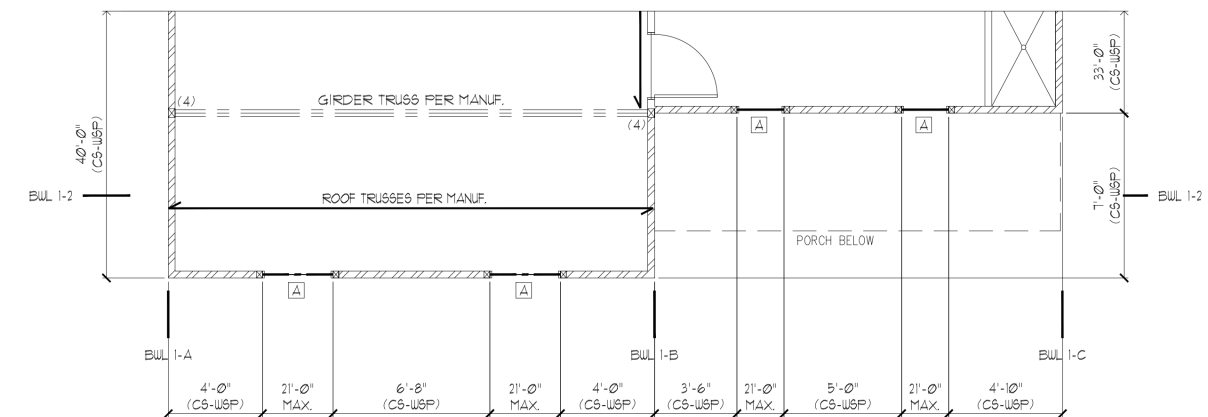 (4)
GIRDER TRUSS PER MANUF.
(4)
A
A
33'-0"
(CS-WSP)
40'-0"
(CS-WSP)
BWL 1-2
ROOF TRUSSES PER MANUF.
7'-0"
(CS-WSP)
BWL 1-2
PORCH BELOW
A
A
BWL 1-A
BWL 1-B
BWL 1-C
4'-0" 21'-0" 6'-8" 21'-0" 4'-0" 3'-6" 21'-0" 5'-0" 21'-0" 4'-10"
(CS-WSP) MAX. (CS-WSP) MAX. (CS-WSP) (CS-WSP) MAX. (CS-WSP) MAX. (CS-WSP)